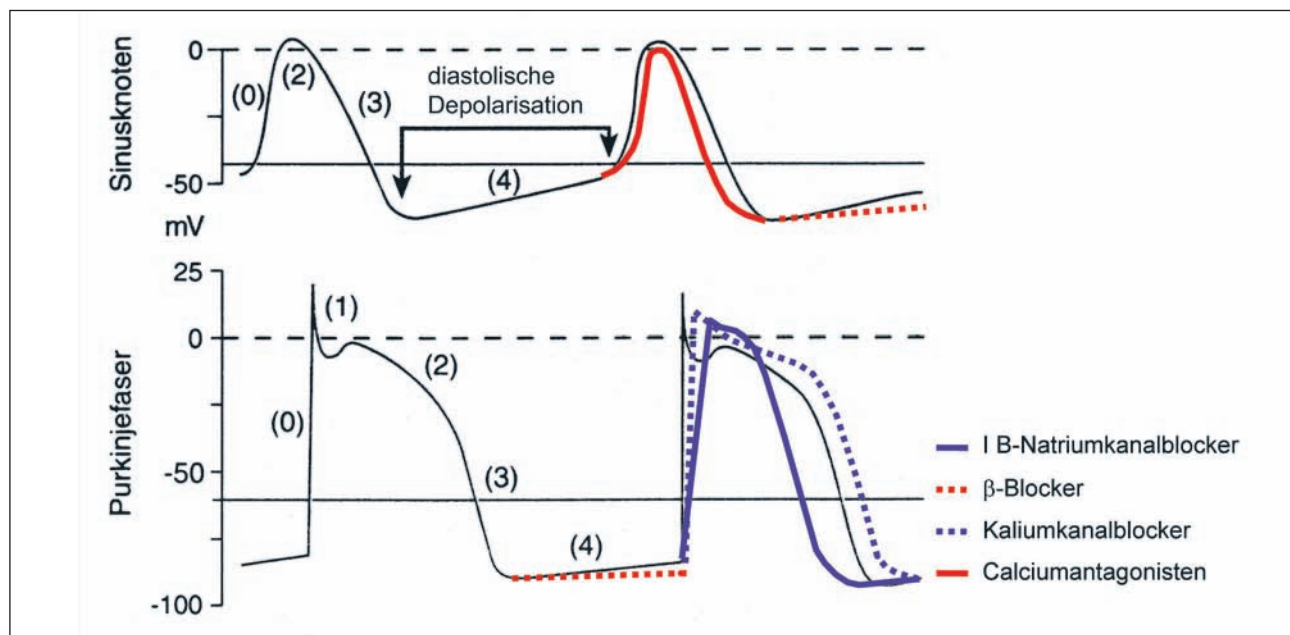 Sinusknoten
0
-50
mV
(0)
(2)
(3)
diastolische
Depolarisation
(4)
Purkinjefaser
25
0
-50
-100
(0)
(1)
(2)
(3)
(4)
I B-Natriumkanalblocker
β-Blocker
Kaliumkanalblocker
Calciumantagonisten